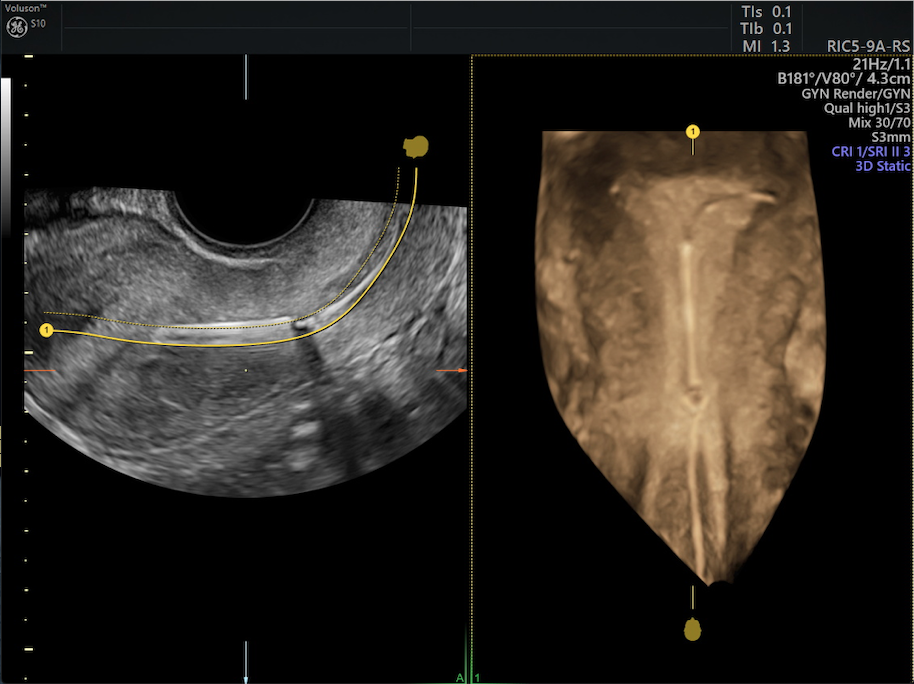 Voluson™
S10
TIs 0.1
TIb 0.1
MI 1.3
RIC5-9A-RS
21Hz/1.1
B181°/V80°/ 4.3cm
GYN Render/GYN
Qual high1/S3
Mix 30/70
S3mm
CRI 1/SRI II 3
3D Static
1
1
A 1